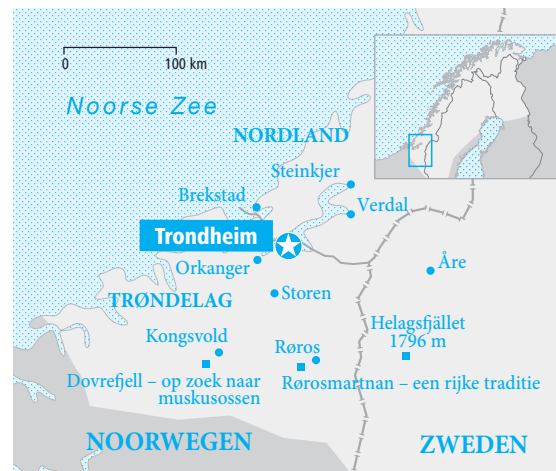 0 100 km
Noorse Zee
NORDLAND
Steinkjer
Brekstad
Verdal
Trondheim
Orkanger
Åre
TRØNDELAG
Storen
Helagsfjället
1796 m
Kongsvold
Røros
Dovrefjell – op zoek naar
muskusossen
Rørosmartnan – een rijke traditie
NOORWEGEN
ZWEDEN